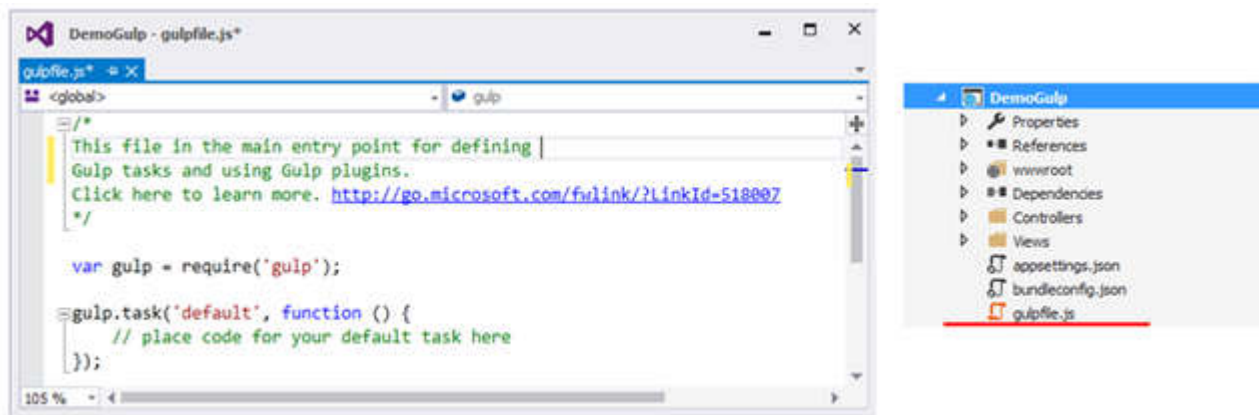 DemoGulp - gulpfile.js*
gulpfile.js*
<global>
gulp
/*
This file in the main entry point for defining
Gulp tasks and using Gulp plugins.
Click here to learn more. http://go.microsoft.com/fwlink/?LinkId=518007
*/
var gulp = require('gulp');
gulp.task('default', function () {
// place code for your default task here
});
105 %
DemoGulp
Properties
References
wwwroot
Dependencies
Controllers
Views
appsettings.json
bundleconfig.json
gulpfile.js